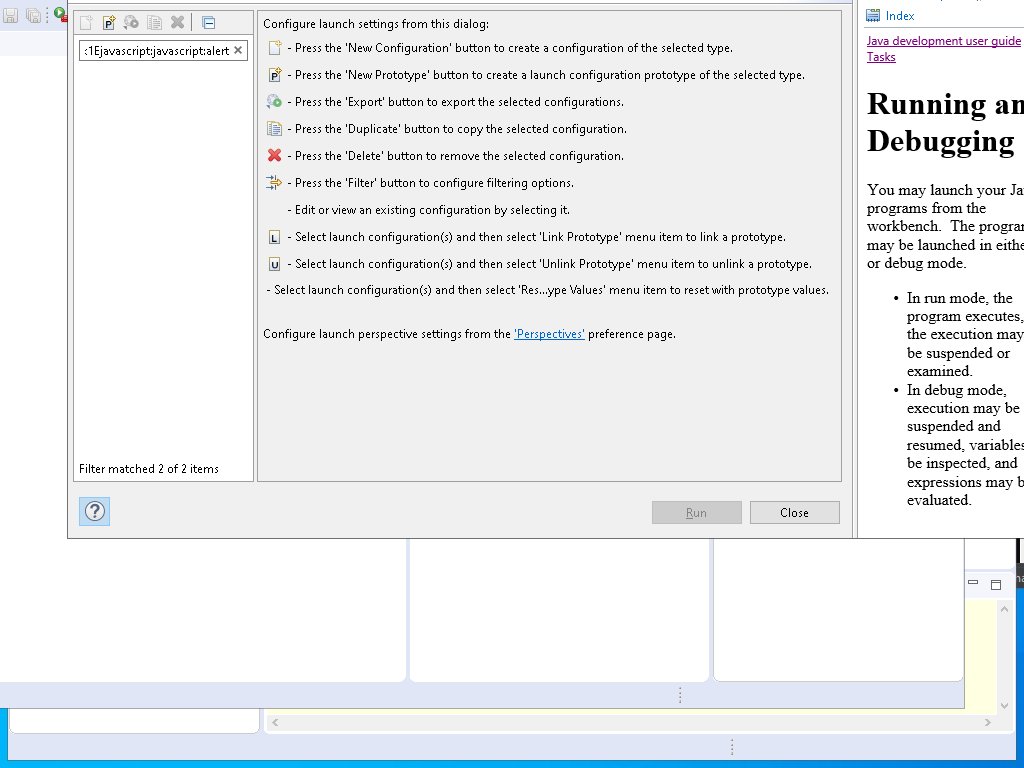 :1Ejavascript:javascript:alert
Filter matched 2 of 2 items
Configure launch settings from this dialog:
- Press the 'New Configuration' button to create a configuration of the selected type.
- Press the 'New Prototype' button to create a launch configuration prototype of the selected type.
- Press the 'Export' button to export the selected configurations.
- Press the 'Duplicate' button to copy the selected configuration.
- Press the 'Delete' button to remove the selected configuration.
- Press the 'Filter' button to configure filtering options.
- Edit or view an existing configuration by selecting it.
- Select launch configuration(s) and then select 'Link Prototype' menu item to link a prototype.
- Select launch configuration(s) and then select 'Unlink Prototype' menu item to unlink a prototype.
- Select launch configuration(s) and then select 'Res...ype Values' menu item to reset with prototype values.
Configure launch perspective settings from the 'Perspectives' preference page.
Run
Close
Index
Java development user guide
Tasks
Running an
Debugging
You may launch your Ja
programs from the
workbench. The program
may be launched in eithe
or debug mode.
• In run mode, the
program executes,
the execution may
be suspended or
examined.
• In debug mode,
execution may be
suspended and
resumed, variables
be inspected, and
expressions may b
evaluated.